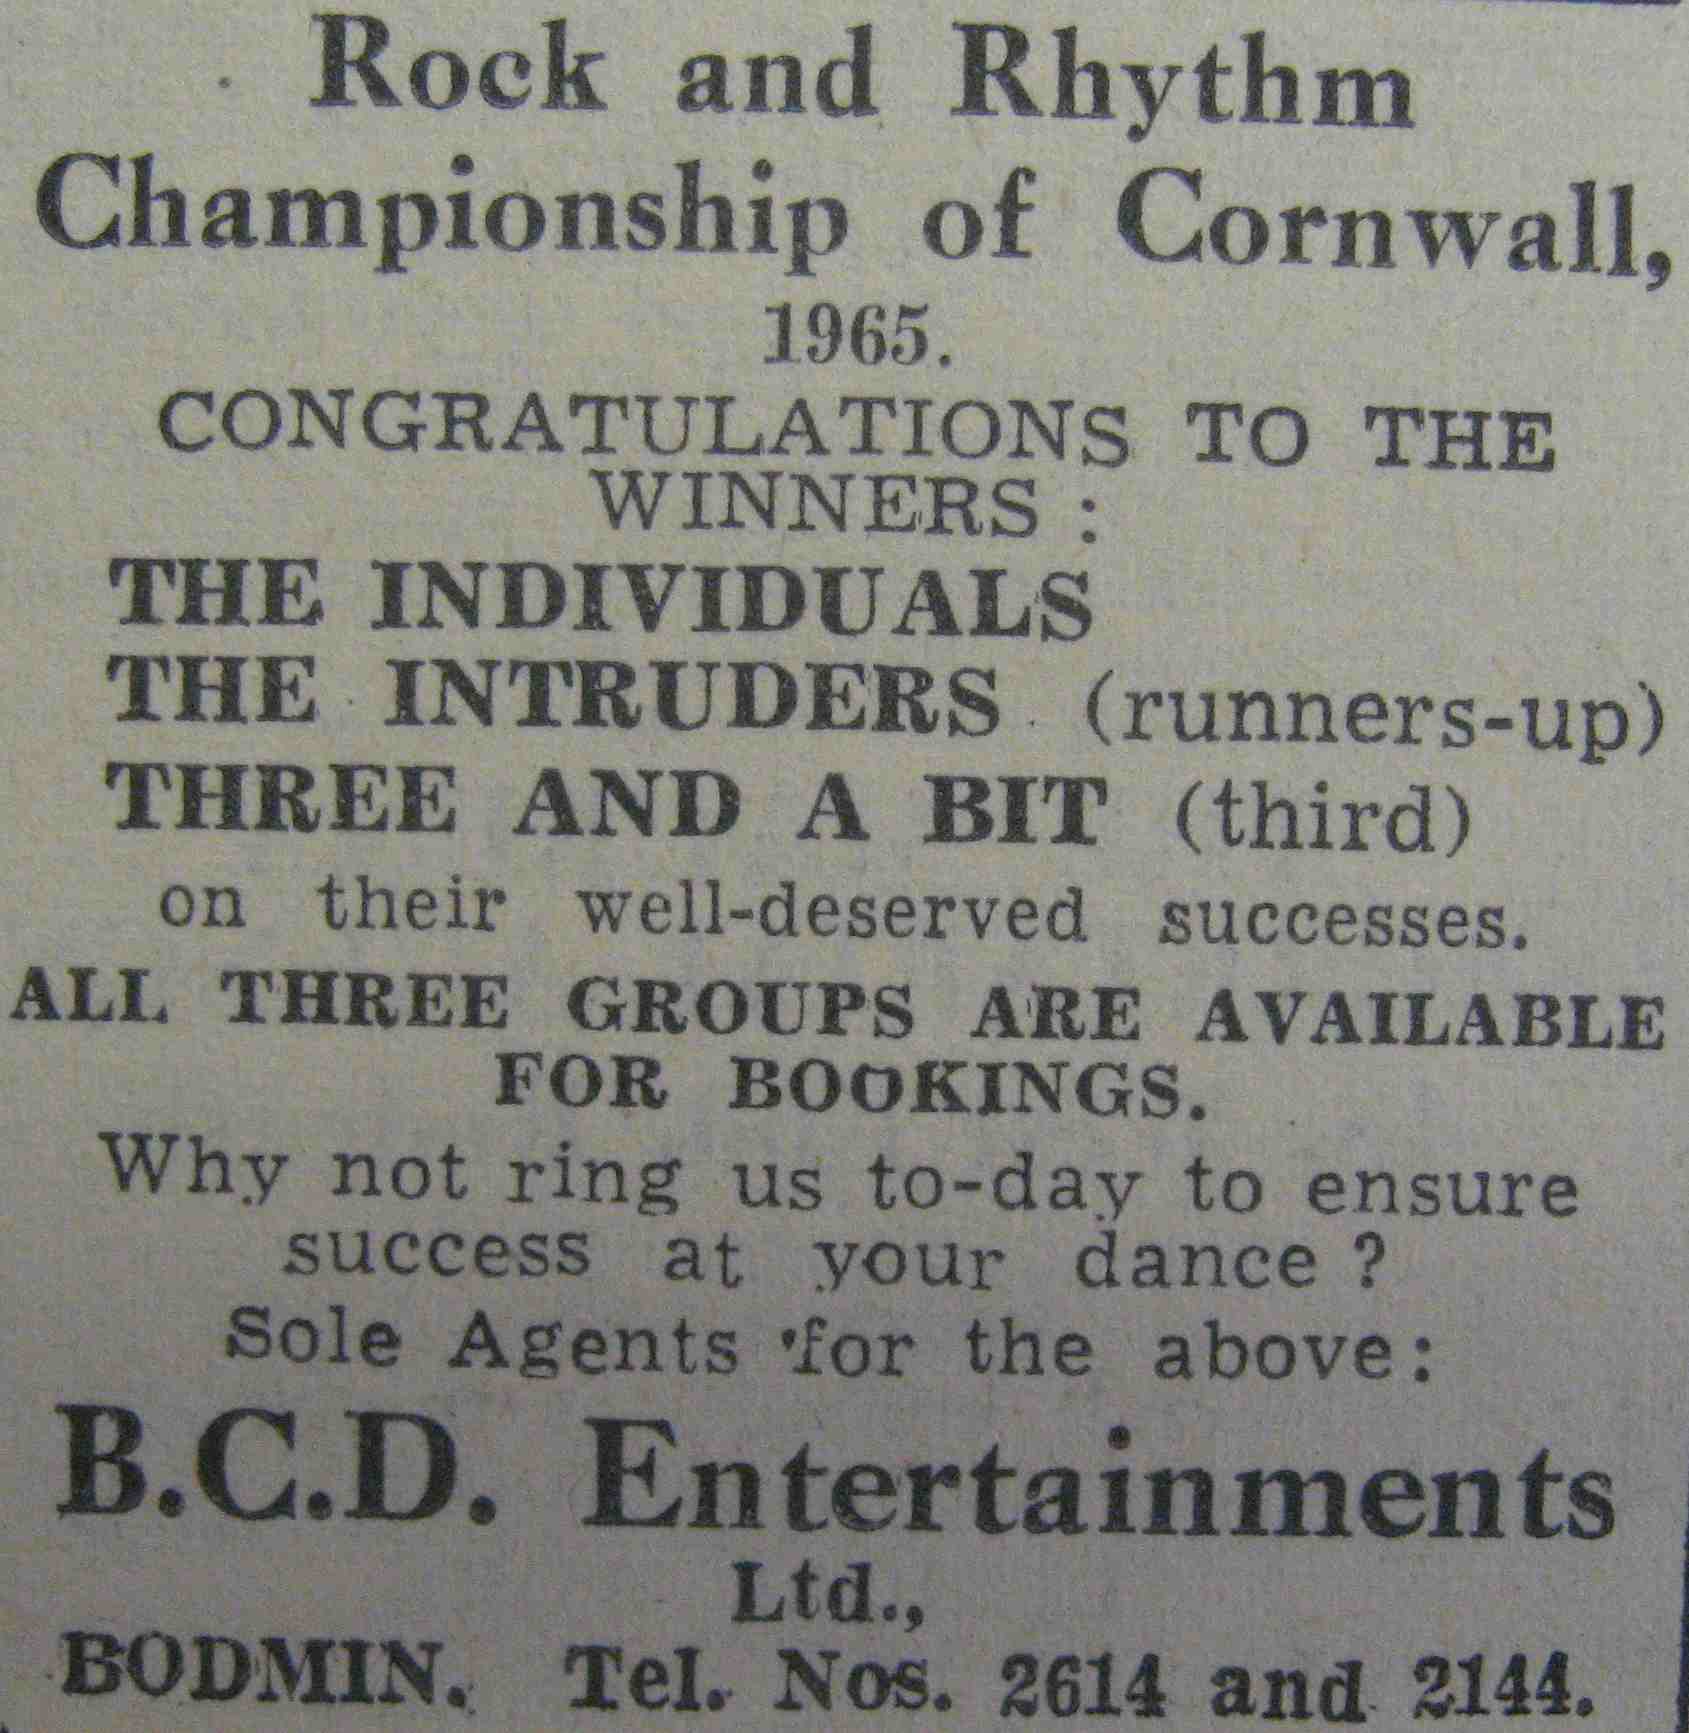 Rock and Rhythm
Championship of Cornwall,
1965.
CONGRATULATIONS TO THE
WINNERS :
THE INDIVIDUALS
THE INTRUDERS (runners-up)
THREE AND A BIT (third)
on their well-deserved successes.
ALL THREE GROUPS ARE AVAILABLE
FOR BOOKINGS.
Why not ring us to-day to ensure
success at your dance ?
Sole Agents for the above:
B.C.D. Entertainments
Ltd.,
BODMIN. Tel. Nos. 2614 and 2144.